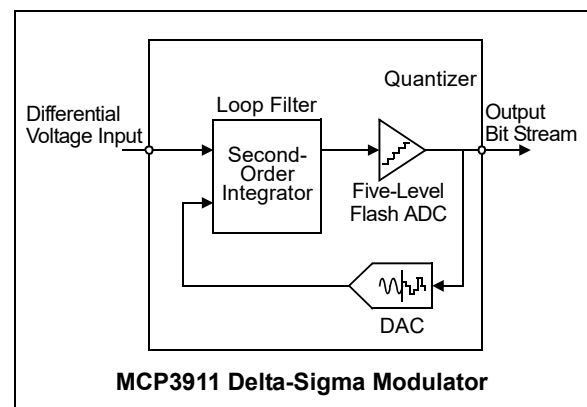 Quantizer
Differential
Voltage Input
Loop Filter
Second-
Order
Integrator
Output
Bit Stream
Five-Level
Flash ADC
DAC
MCP3911 Delta-Sigma Modulator